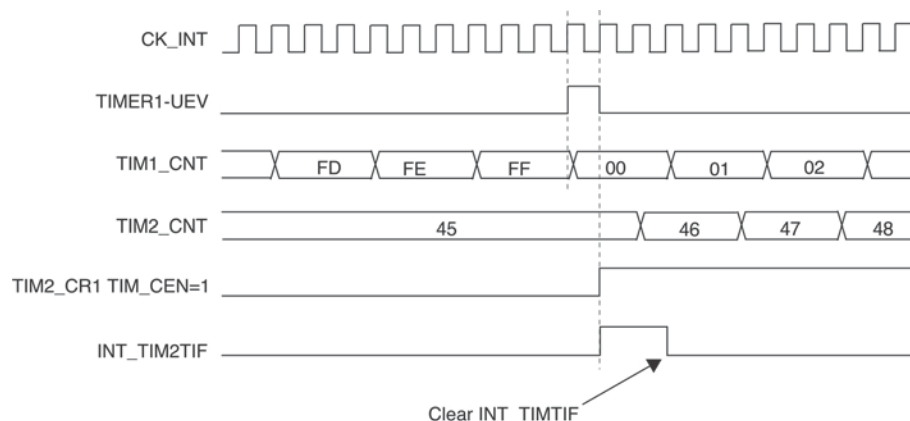 CK_INT
TIMER1-UEV
TIM1_CNT FD FE FF 00 01 02
TIM2_CNT 45 46 47 48
TIM2_CR1 TIM_CEN=1
INT_TIM2TIF
Clear INT TIMTIF